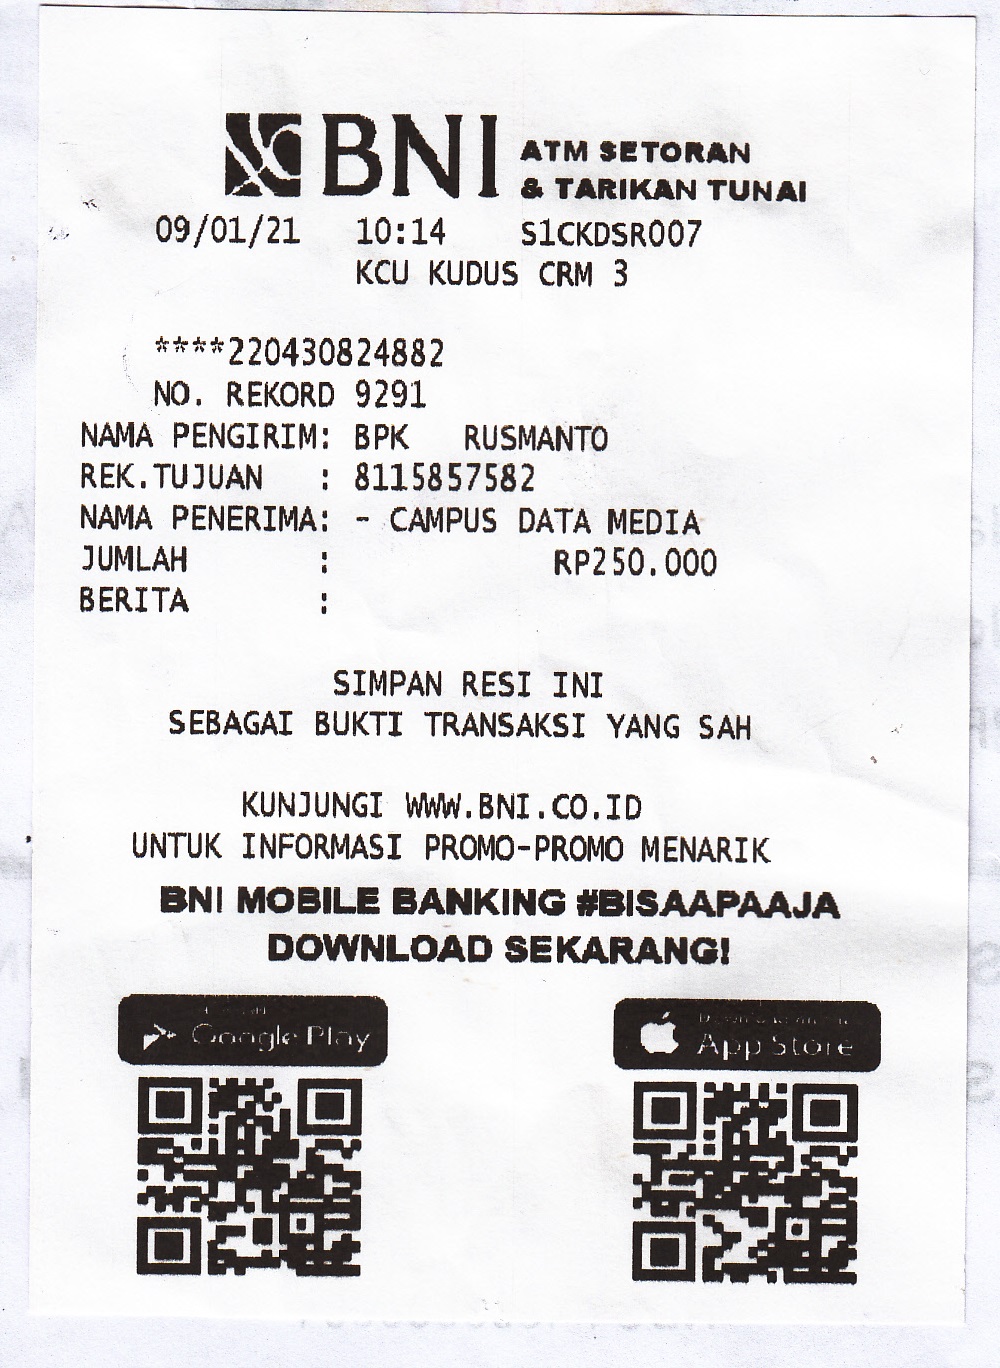 BNI ATM SETORAN
& TARIKAN TUNAI
09/01/21 10:14 S1CKDSR007
KCU KUDUS CRM 3
****220430824882
NO. REKORD 9291
NAMA PENGIRIM: BPK RUSMANTO
REK.TUJUAN : 8115857582
NAMA PENERIMA: - CAMPUS DATA MEDIA
JUMLAH : RP250.000
BERITA :
SIMPAN RESI INI
SEBAGAI BUKTI TRANSAKSI YANG SAH
KUNJUNGI WWW.BNI.CO.ID
UNTUK INFORMASI PROMO-PROMO MENARIK
BNI MOBILE BANKING #BISAAPAAJA
DOWNLOAD SEKARANG!
Google Play
App Store